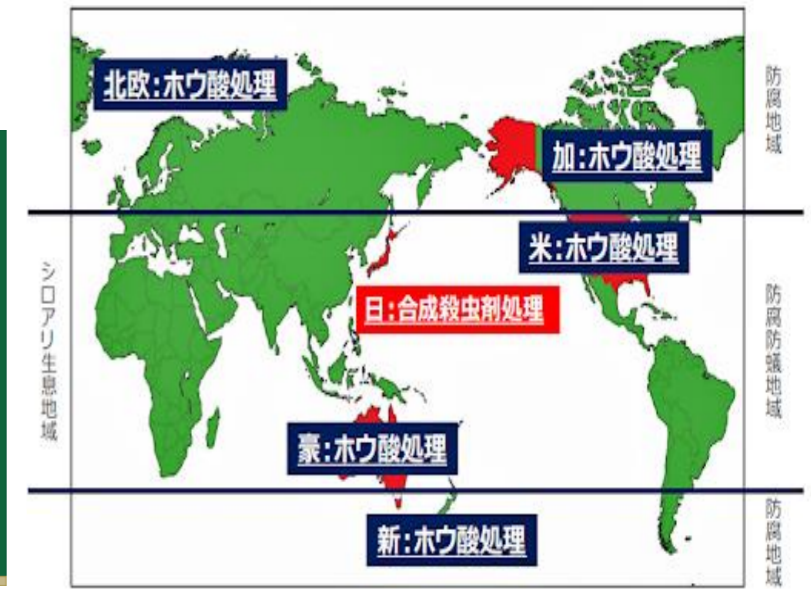 北欧:ホウ酸処理
防腐地域
加:ホウ酸処理
米:ホウ酸処理
シロアリ生息地域
日:合成殺虫剤処理
防腐防蟻地域
豪:ホウ酸処理
新:ホウ酸処理
防腐地域